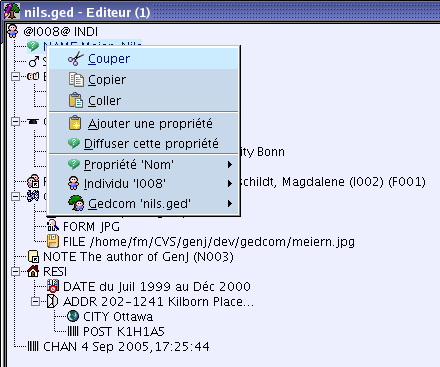 nils.ged - Editeur (1)
@I008@ INDI
NAME Meier, Nils
Couper
Copier
Coller
Ajouter une propriété
Diffuser cette propriété
ity Bonn
Propriété 'Nom'
Individu 'I008'
schildt, Magdalene (I002) (F001)
Gedcom 'nils.ged'
FORM JPG
FILE /home/fm/CVS/genj/dev/gedcom/meiern.jpg
NOTE The author of GenJ (N003)
RESI
DATE du Juil 1999 au Déc 2000
ADDR 202-1241 Kilborn Place...
CITY Ottawa
POST K1H1A5
CHAN 4 Sep 2005,17:25:44